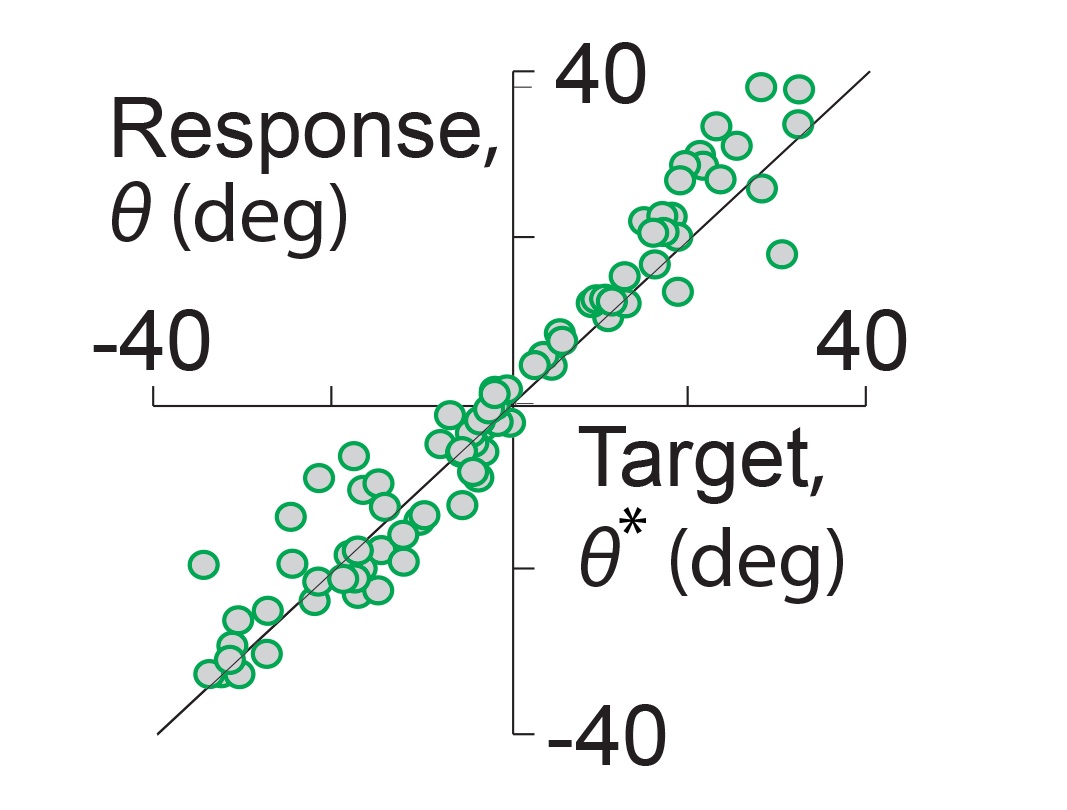 40
Response,
θ (deg)
-40
40
Target,
θ* (deg)
-40